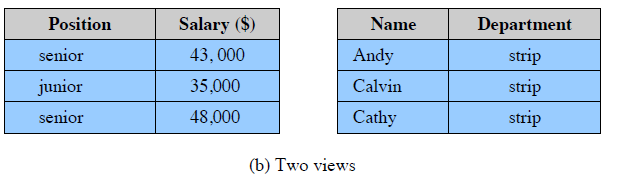 Position Salary ($) Name Department
senior 43, 000 Andy strip
junior 35,000 Calvin strip
senior 48,000 Cathy strip
(b) Two views